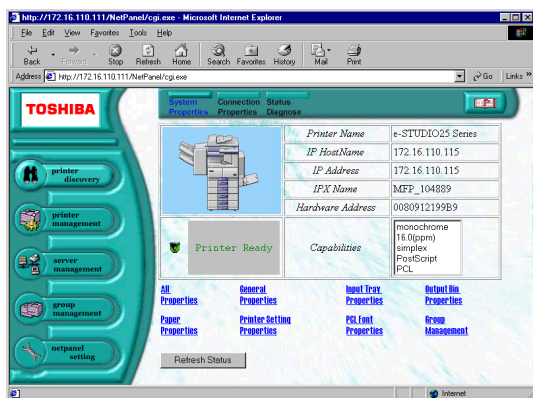 http://172.16.110.111/NetPanel/cgi.exe - Microsoft Internet Explorer
File Edit View Favorites Tools Help
Back Forward Stop Refresh Home Search Favorites History Mail Print
Address http://172.16.110.111/NetPanel/cgi.exe Go Links »
TOSHIBA
System Properties
Connection Properties
Status Diagnose
printer discovery
printer management
server management
group management
netpanel setting
Printer Name e-STUDIO25 Series
IP HostName 172.16.110.115
IP Address 172.16.110.115
IPX Name MFP_104889
Hardware Address 0080912199B9
Printer Ready
Capabilities
monochrome
16.0(ppm)
simplex
PostScript
PCL
All Properties
General Properties
Input Tray Properties
Output Bin Properties
Paper Properties
Printer Setting Properties
PCL Font Properties
Group Management
Refresh Status
Internet